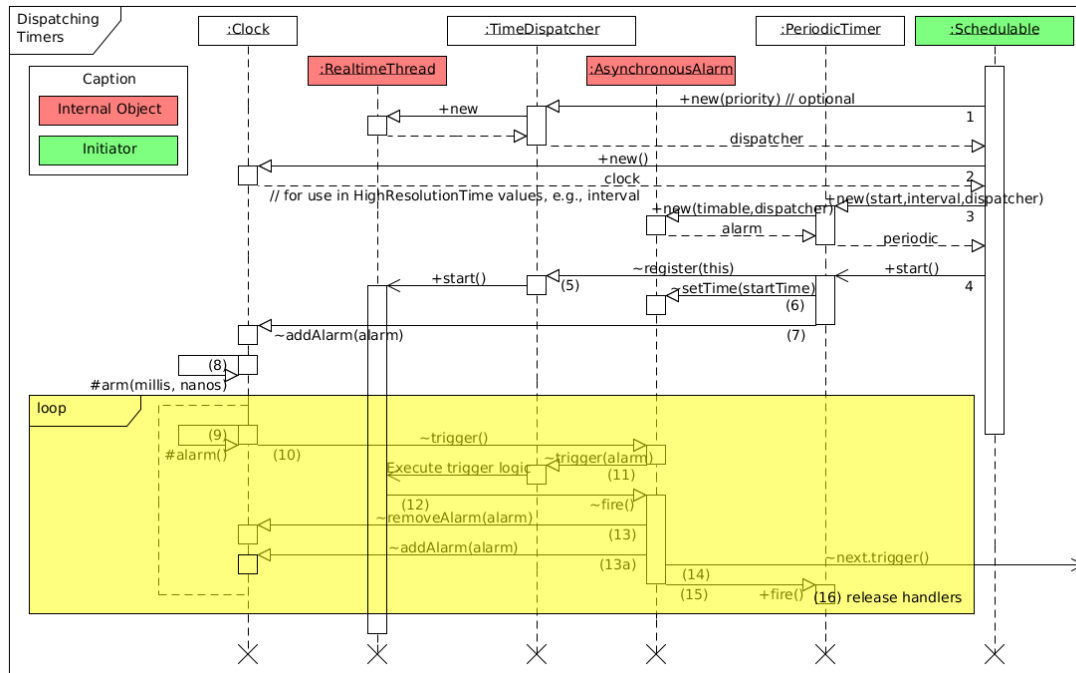 Dispatching
Timers
:Clock
:TimeDispatcher
:PeriodicTimer
:Schedulable
:RealtimeThread
:AsynchronousAlarm
Caption
Internal Object
Initiator
+new(priority) // optional
1
+new
dispatcher
+new()
2
clock
// for use in HighResolutionTime values, e.g., interval
+new(start,interval,dispatcher)
3
+new(timable,dispatcher)
alarm
periodic
~register(this)
+start()
4
+start()
(5)
~setTime(startTime)
(6)
~addAlarm(alarm)
(7)
(8)
#arm(millis, nanos)
loop
(9)
~trigger()
#alarm()
(10)
~trigger(alarm)
Execute trigger logic
(11)
(12)
~fire()
~removeAlarm(alarm)
(13)
~addAlarm(alarm)
(13a)
~next.trigger()
(14)
(15)
+fire()
(16) release handlers